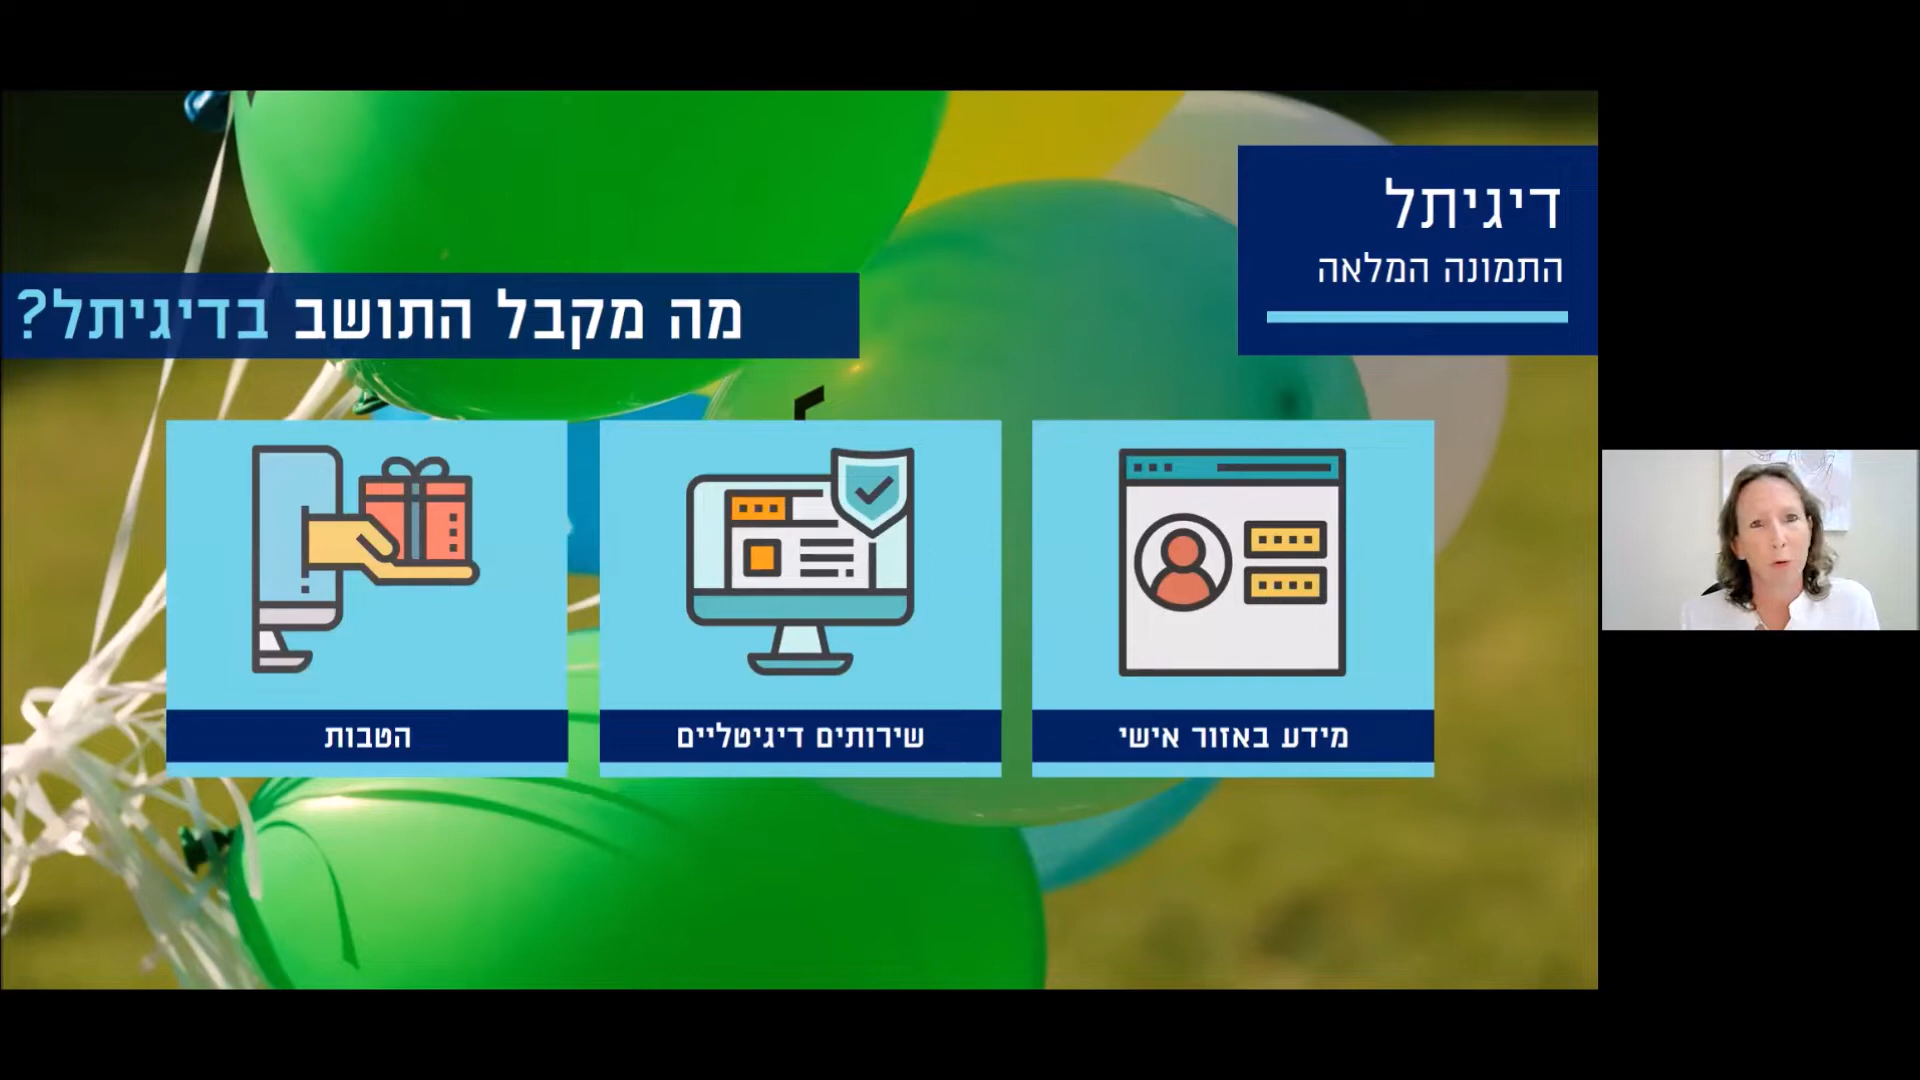 דיגיתל
התמונה המלאה
מה מקבל התושב בדיגיתל?
מידע באזור אישי
שירותים דיגיטליים
הטבות